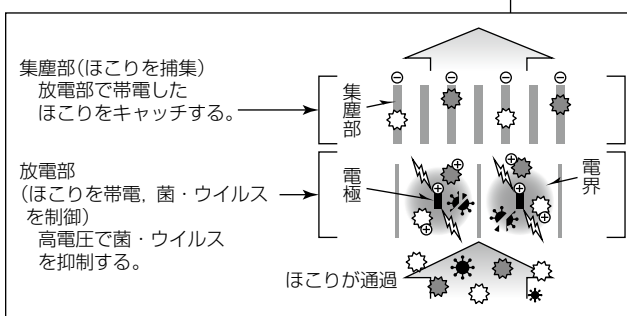 集塵部(ほこりを捕集)
放電部で帯電した
ほこりをキャッチする。
集塵部
⊖ ⊖ ⊖ ⊖
放電部
(ほこりを帯電, 菌・ウイルス
を制御)
高電圧で菌・ウイルス
を抑制する。
電極
電界
⊕ ⊕
⊕ ⊕
⊕ ⊕
ほこりが通過